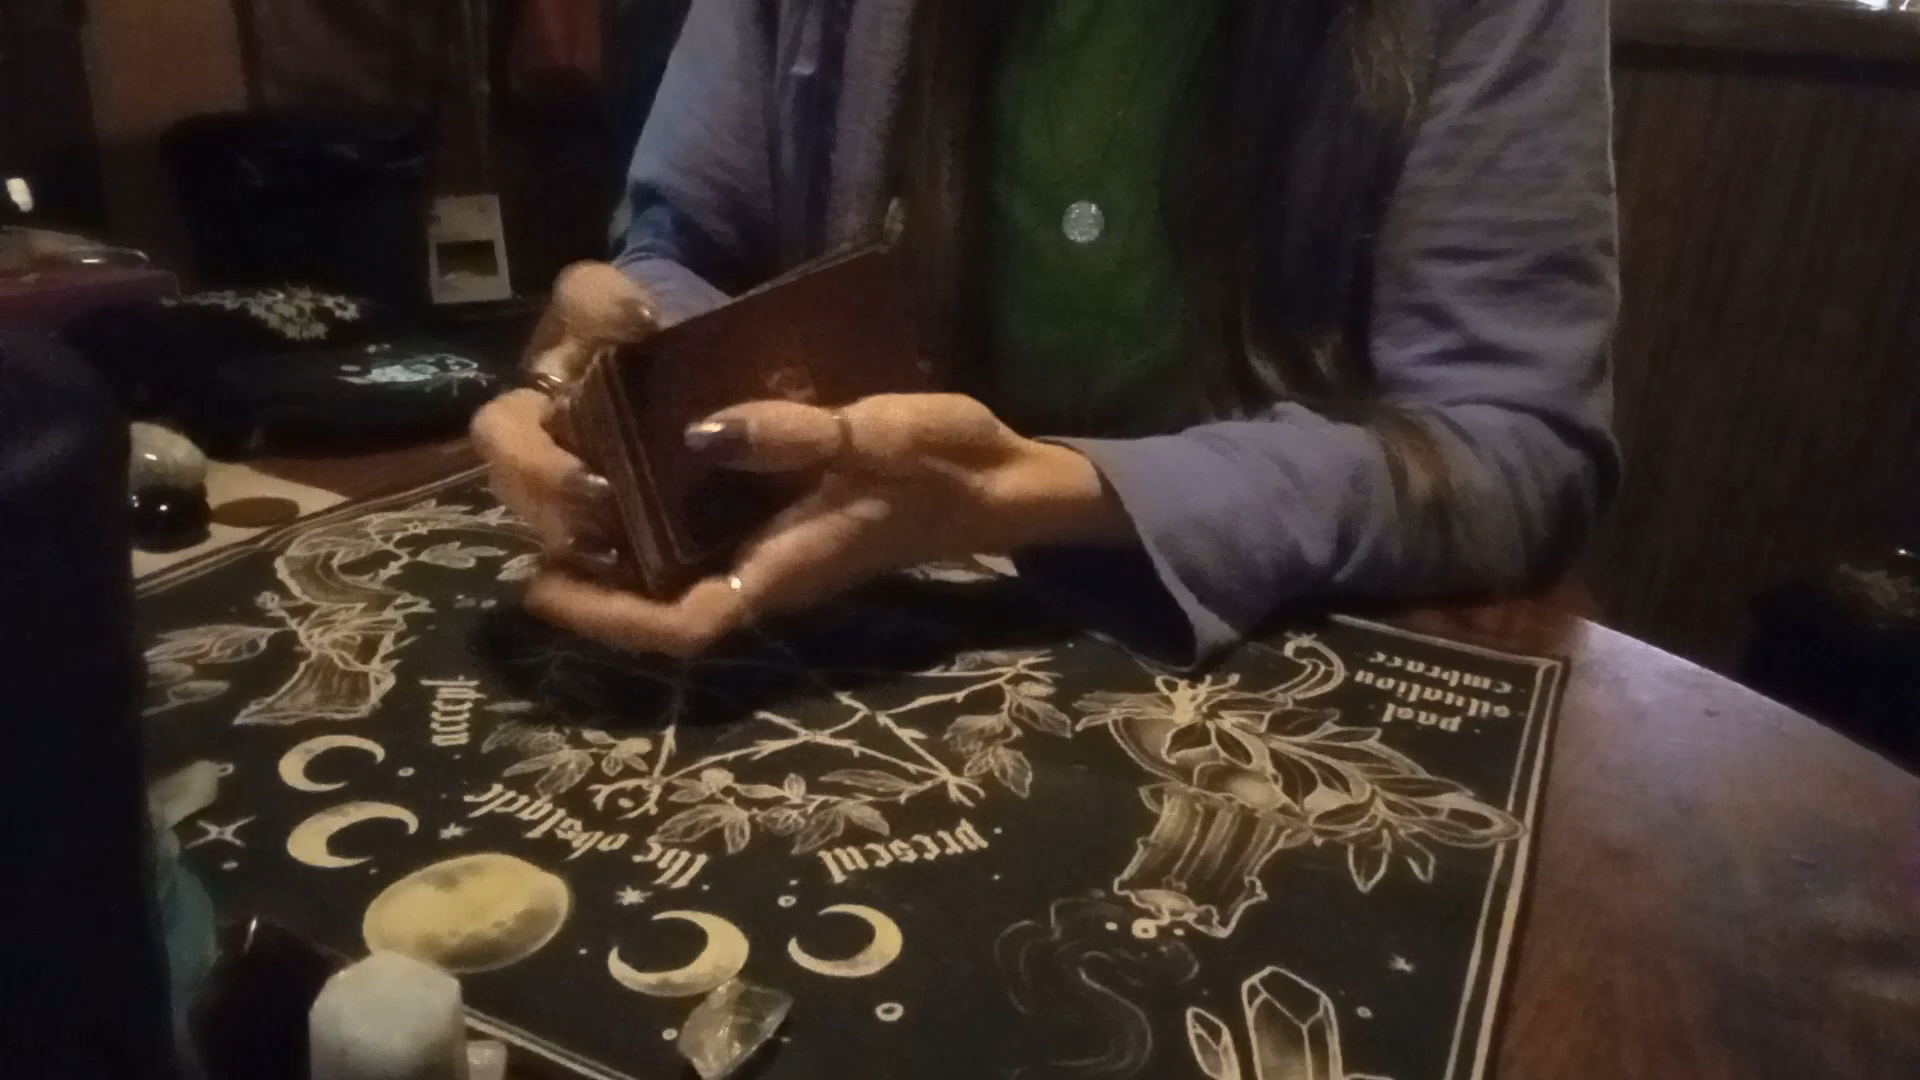 accept
the obstacle
present
past
situation
embrace